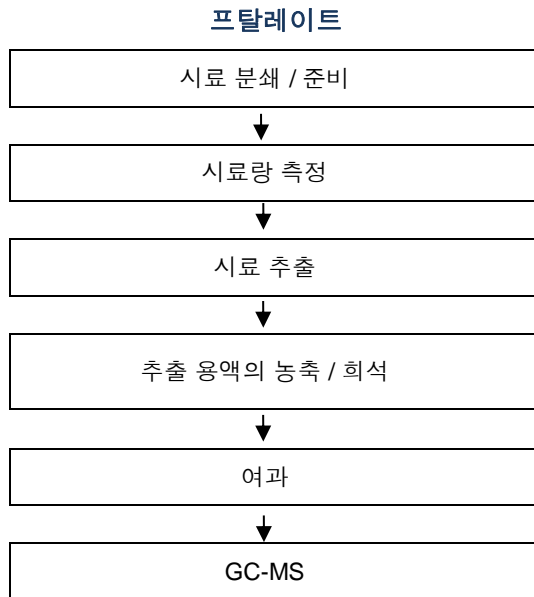 프탈레이트
시료 분쇄 / 준비
시료랑 측정
시료 추출
추출 용액의 농축 / 희석
여과
GC-MS